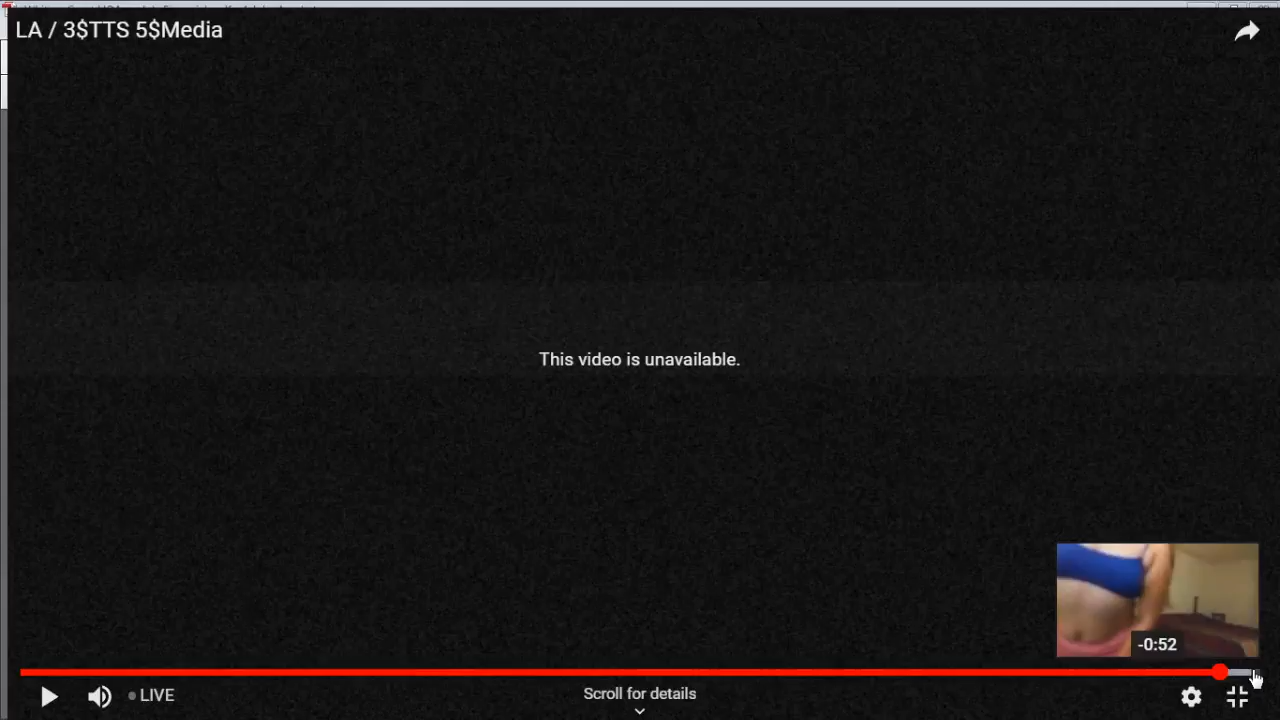 LA / 3$TTS 5$Media
This video is unavailable.
-0:52
LIVE
Scroll for details